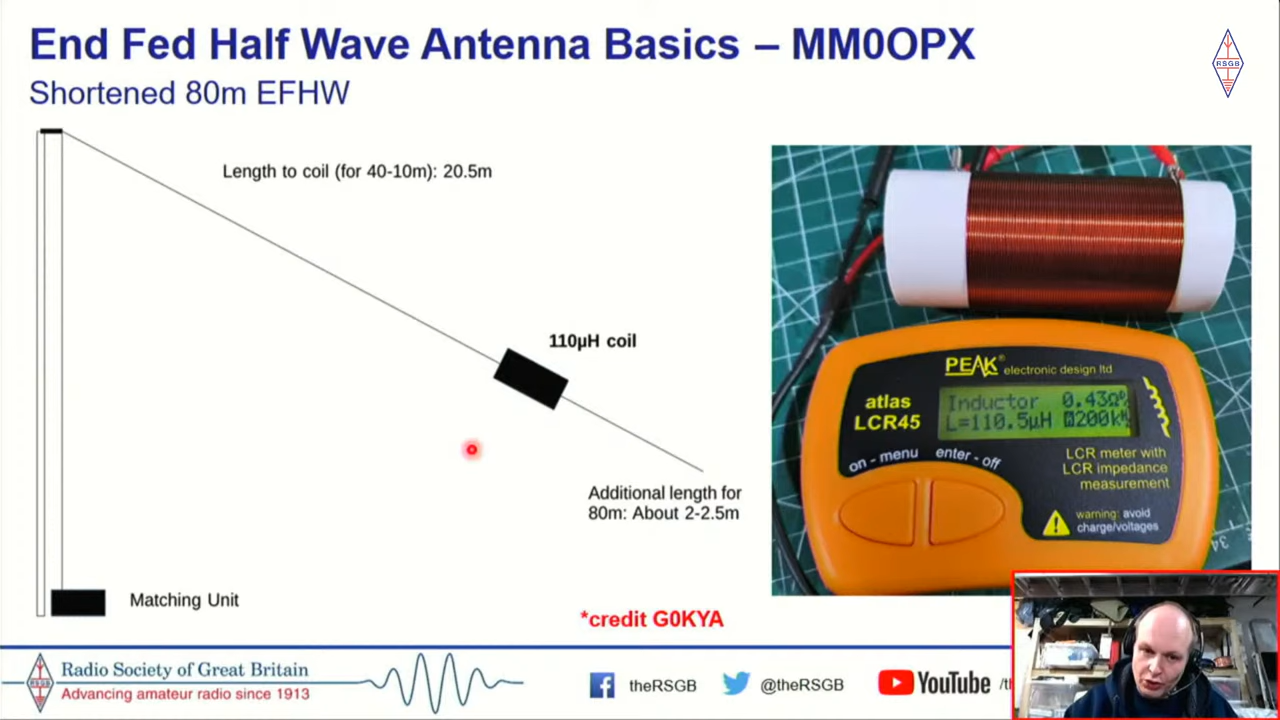 End Fed Half Wave Antenna Basics – MM0OPX
Shortened 80m EFHW
RSGB
Length to coil (for 40-10m): 20.5m
110µH coil
Additional length for
80m: About 2-2.5m
Matching Unit
*credit G0KYA
PEAK® electronic design ltd
atlas
LCR45
Inductor 0.43Ω
L=110.5µH 200k
on - menu enter - off
LCR meter with
LCR impedance
measurement
warning: avoid
charge/voltages
34
Radio Society of Great Britain
Advancing amateur radio since 1913
theRSGB
@theRSGB
YouTube